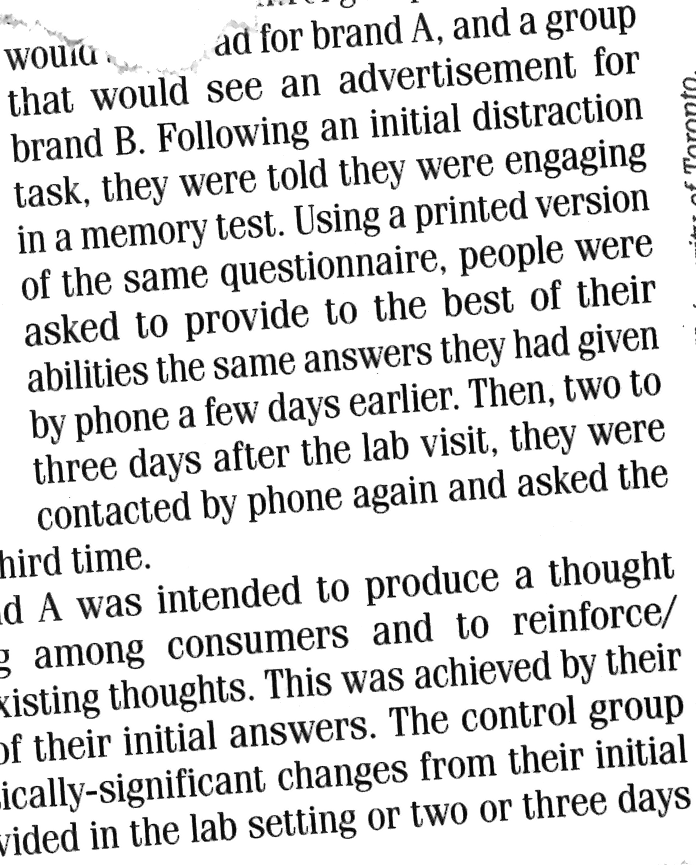 would ad for brand A, and a group
that would see an advertisement for
brand B. Following an initial distraction
task, they were told they were engaging
in a memory test. Using a printed version
of the same questionnaire, people were
asked to provide to the best of their
abilities the same answers they had given
by phone a few days earlier. Then, two to
three days after the lab visit, they were
contacted by phone again and asked the
hird time.
A was intended to produce a thought
among consumers and to reinforce/
xisting thoughts. This was achieved by their
of their initial answers. The control group
ically-significant changes from their initial
vided in the lab setting or two or three days
of Toronto.